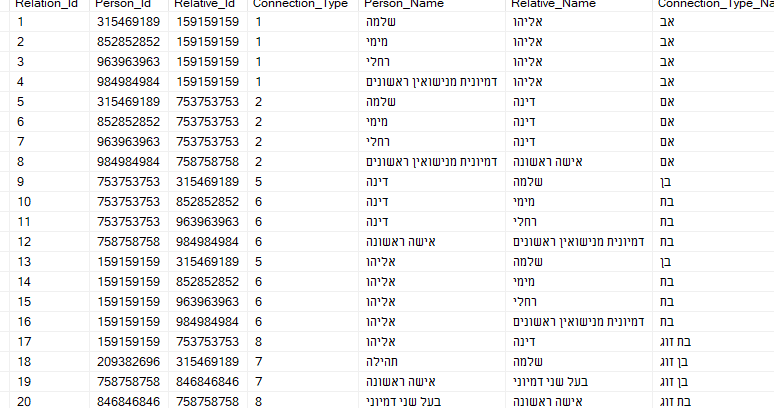 Relation_Id Person_Id Relative_Id Connection_Type Person_Name Relative_Name Connection_Type_Na
1 315469189 159159159 1 שלמה אליהו אב
2 852852852 159159159 1 מימי אליהו אב
3 963963963 159159159 1 רחלי אליהו אב
4 984984984 159159159 1 דמיונית מנישואין ראשונים אליהו אב
5 315469189 753753753 2 שלמה דינה אם
6 852852852 753753753 2 מימי דינה אם
7 963963963 753753753 2 רחלי דינה אם
8 984984984 758758758 2 דמיונית מנישואין ראשונים אישה ראשונה אם
9 753753753 315469189 5 דינה שלמה בן
10 753753753 852852852 6 דינה מימי בת
11 753753753 963963963 6 דינה רחלי בת
12 758758758 984984984 6 אישה ראשונה דמיונית מנישואין ראשונים בת
13 159159159 315469189 5 אליהו שלמה בן
14 159159159 852852852 6 אליהו מימי בת
15 159159159 963963963 6 אליהו רחלי בת
16 159159159 984984984 6 אליהו דמיונית מנישואין ראשונים בת
17 159159159 753753753 8 אליהו דינה בת זוג
18 209382696 315469189 7 תהילה שלמה בן זוג
19 758758758 846846846 7 אישה ראשונה בעל שני דמיוני בן זוג
20 846846846 758758758 8 בעל שני דמיוני אישה ראשונה בת זוג